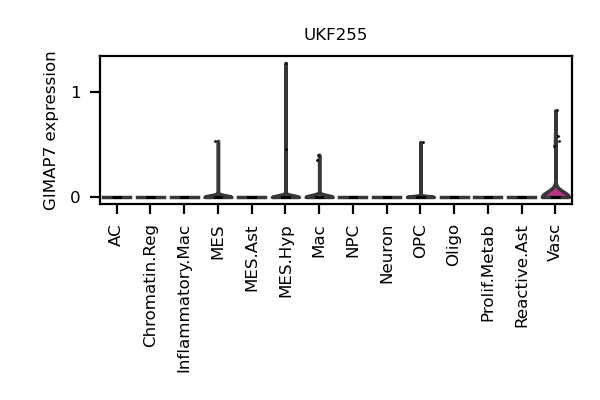 UKF255
GIMAP7 expression
1
0
AC
Chromatin.Reg
Inflammatory.Mac
MES
MES.Ast
MES.Hyp
Mac
NPC
Neuron
OPC
Oligo
Prolif.Metab
Reactive.Ast
Vasc